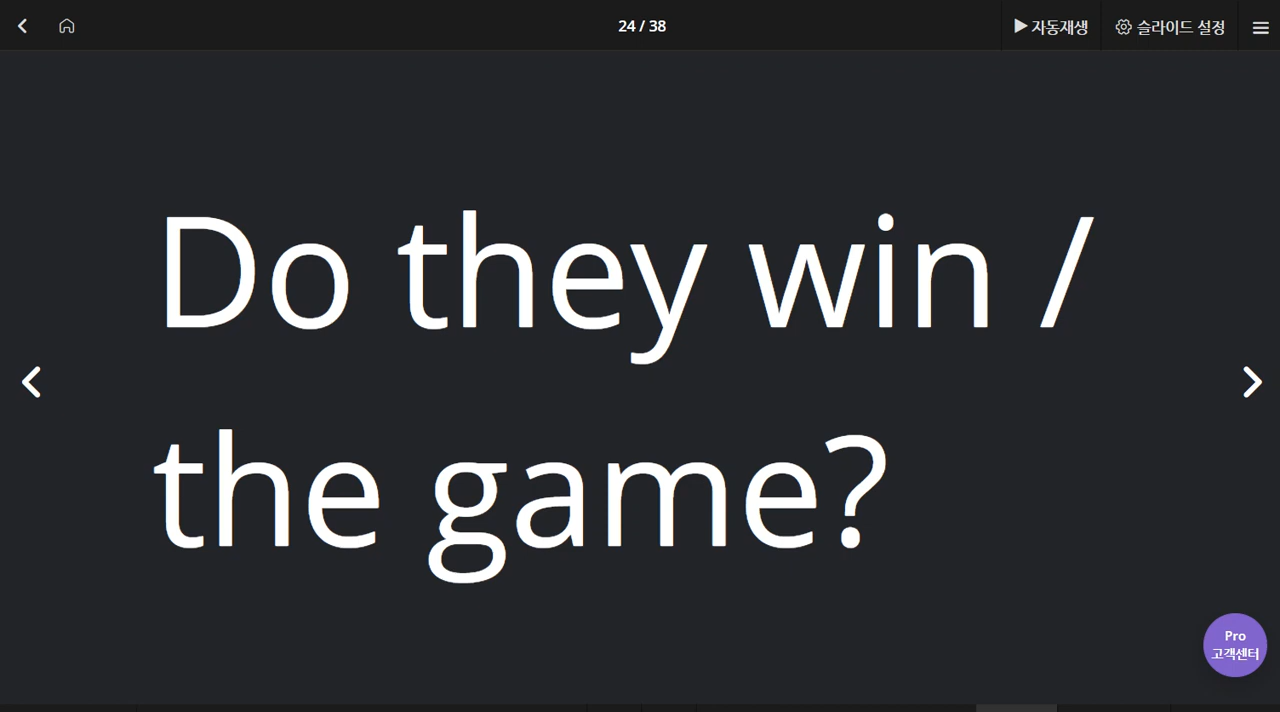 24 / 38
▶ 자동재생
슬라이드 설정
Do they win /
the game?
Pro
고객센터